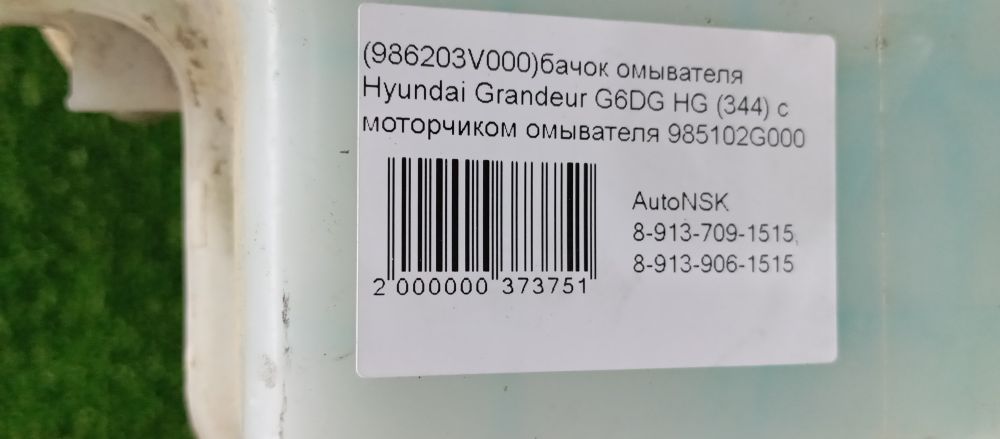 (986203V000)бачок омывателя
Hyundai Grandeur G6DG HG (344) с
моторчиком омывателя 985102G000
AutoNSK
8-913-709-1515,
8-913-906-1515
2 000000 373751